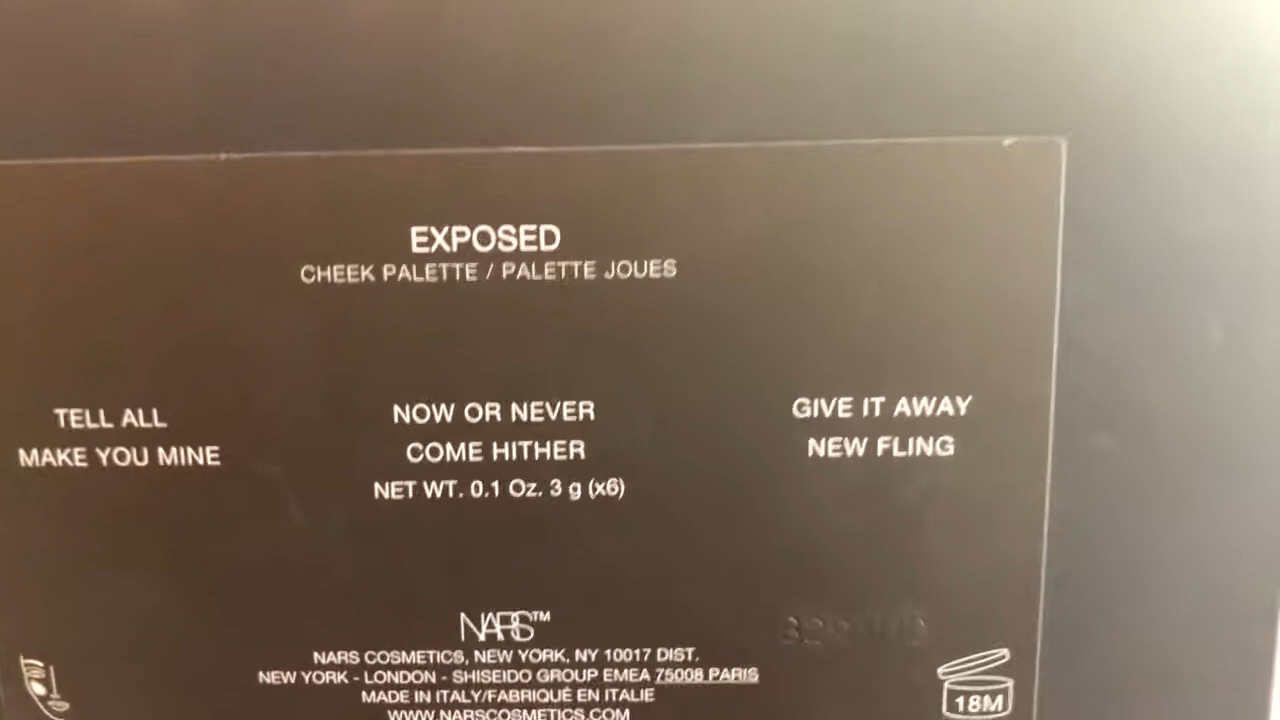 EXPOSED
CHEEK PALETTE / PALETTE JOUES
TELL ALL NOW OR NEVER GIVE IT AWAY
MAKE YOU MINE COME HITHER NEW FLING
NET WT. 0.1 Oz. 3 g (x6)
NARS™
NARS COSMETICS, NEW YORK, NY 10017 DIST.
NEW YORK - LONDON - SHISEIDO GROUP EMEA 75008 PARIS
MADE IN ITALY/FABRIQUÉ EN ITALIE
18M
WWW.NARSCOSMETICS.COM